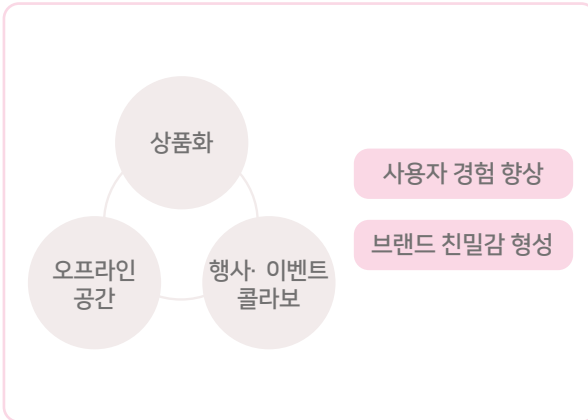 상품화
사용자 경험 향상
브랜드 친밀감 형성
오프라인
공간
행사· 이벤트
콜라보